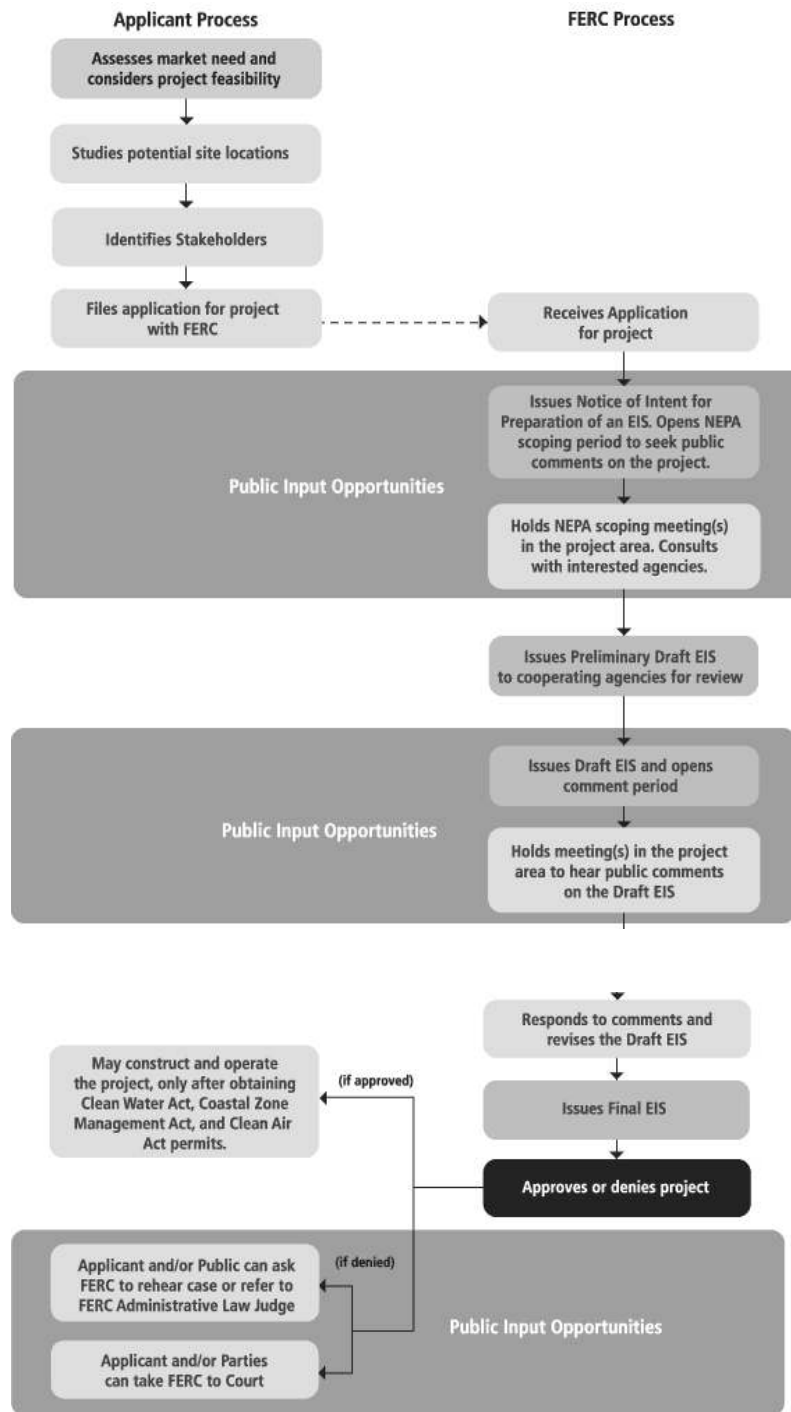 Applicant Process
FERC Process
Assesses market need and
considers project feasibility
Studies potential site locations
Identifies Stakeholders
Files application for project
with FERC
Receives Application
for project
Issues Notice of Intent for
Preparation of an EIS. Opens NEPA
scoping period to seek public
comments on the project.
Public Input Opportunities
Holds NEPA scoping meeting(s)
in the project area. Consults
with interested agencies.
Issues Preliminary Draft EIS
to cooperating agencies for review
Issues Draft EIS and opens
comment period
Public Input Opportunities
Holds meeting(s) in the project
area to hear public comments
on the Draft EIS
Responds to comments and
revises the Draft EIS
Issues Final EIS
Approves or denies project
(if approved)
May construct and operate
the project, only after obtaining
Clean Water Act, Coastal Zone
Management Act, and Clean Air
Act permits.
(if denied)
Applicant and/or Public can ask
FERC to rehear case or refer to
FERC Administrative Law Judge
Public Input Opportunities
Applicant and/or Parties
can take FERC to Court